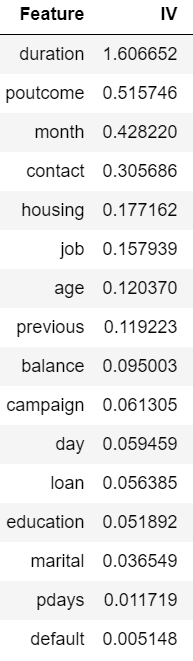 Feature IV
duration 1.606652
poutcome 0.515746
month 0.428220
contact 0.305686
housing 0.177162
job 0.157939
age 0.120370
previous 0.119223
balance 0.095003
campaign 0.061305
day 0.059459
loan 0.056385
education 0.051892
marital 0.036549
pdays 0.011719
default 0.005148